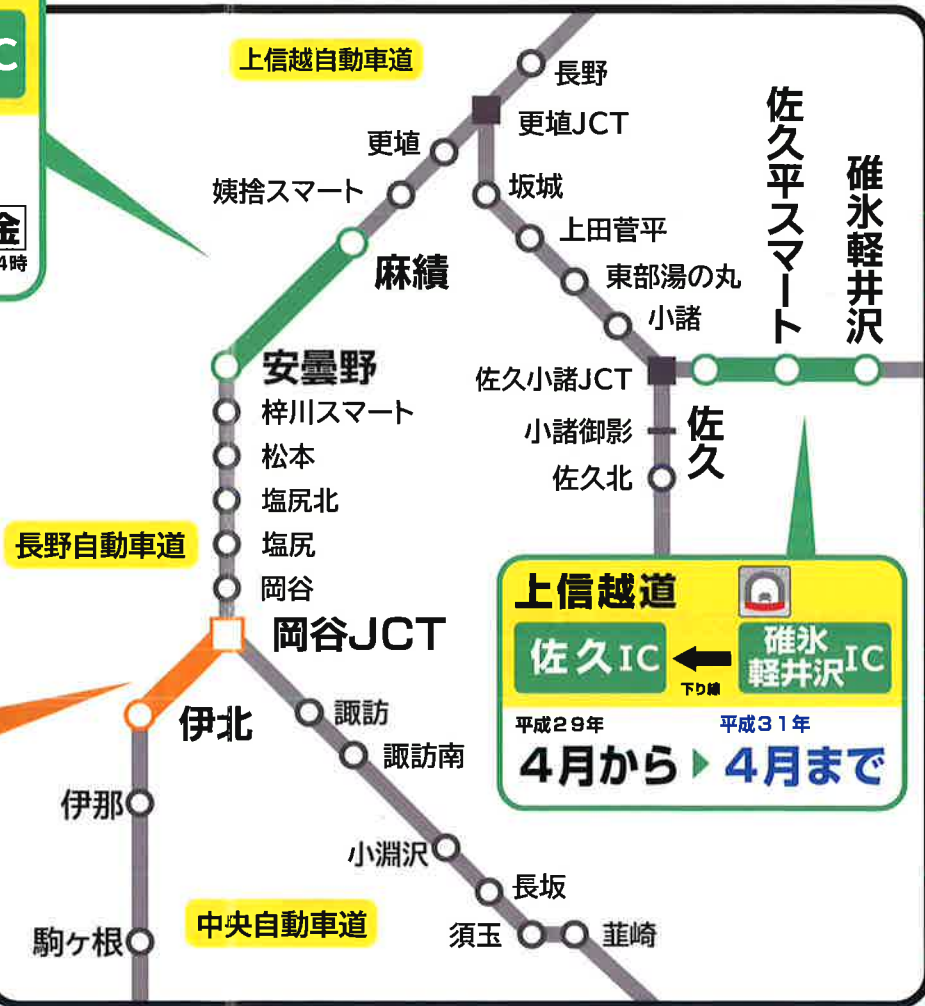 C
金
4時
上信越自動車道
長野
更埴JCT
更埴
姨捨スマート
坂城
麻績
上田菅平
東部湯の丸
小諸
佐久平スマート
碓氷軽井沢
安曇野
佐久小諸JCT
梓川スマート
小諸御影
佐久
松本
佐久北
塩尻北
長野自動車道
塩尻
岡谷
岡谷JCT
上信越道
佐久IC
碓氷
軽井沢IC
下り線
平成29年
平成31年
4月から
4月まで
伊北
諏訪
諏訪南
伊那
小淵沢
長坂
中央自動車道
駒ヶ根
須玉
韮崎